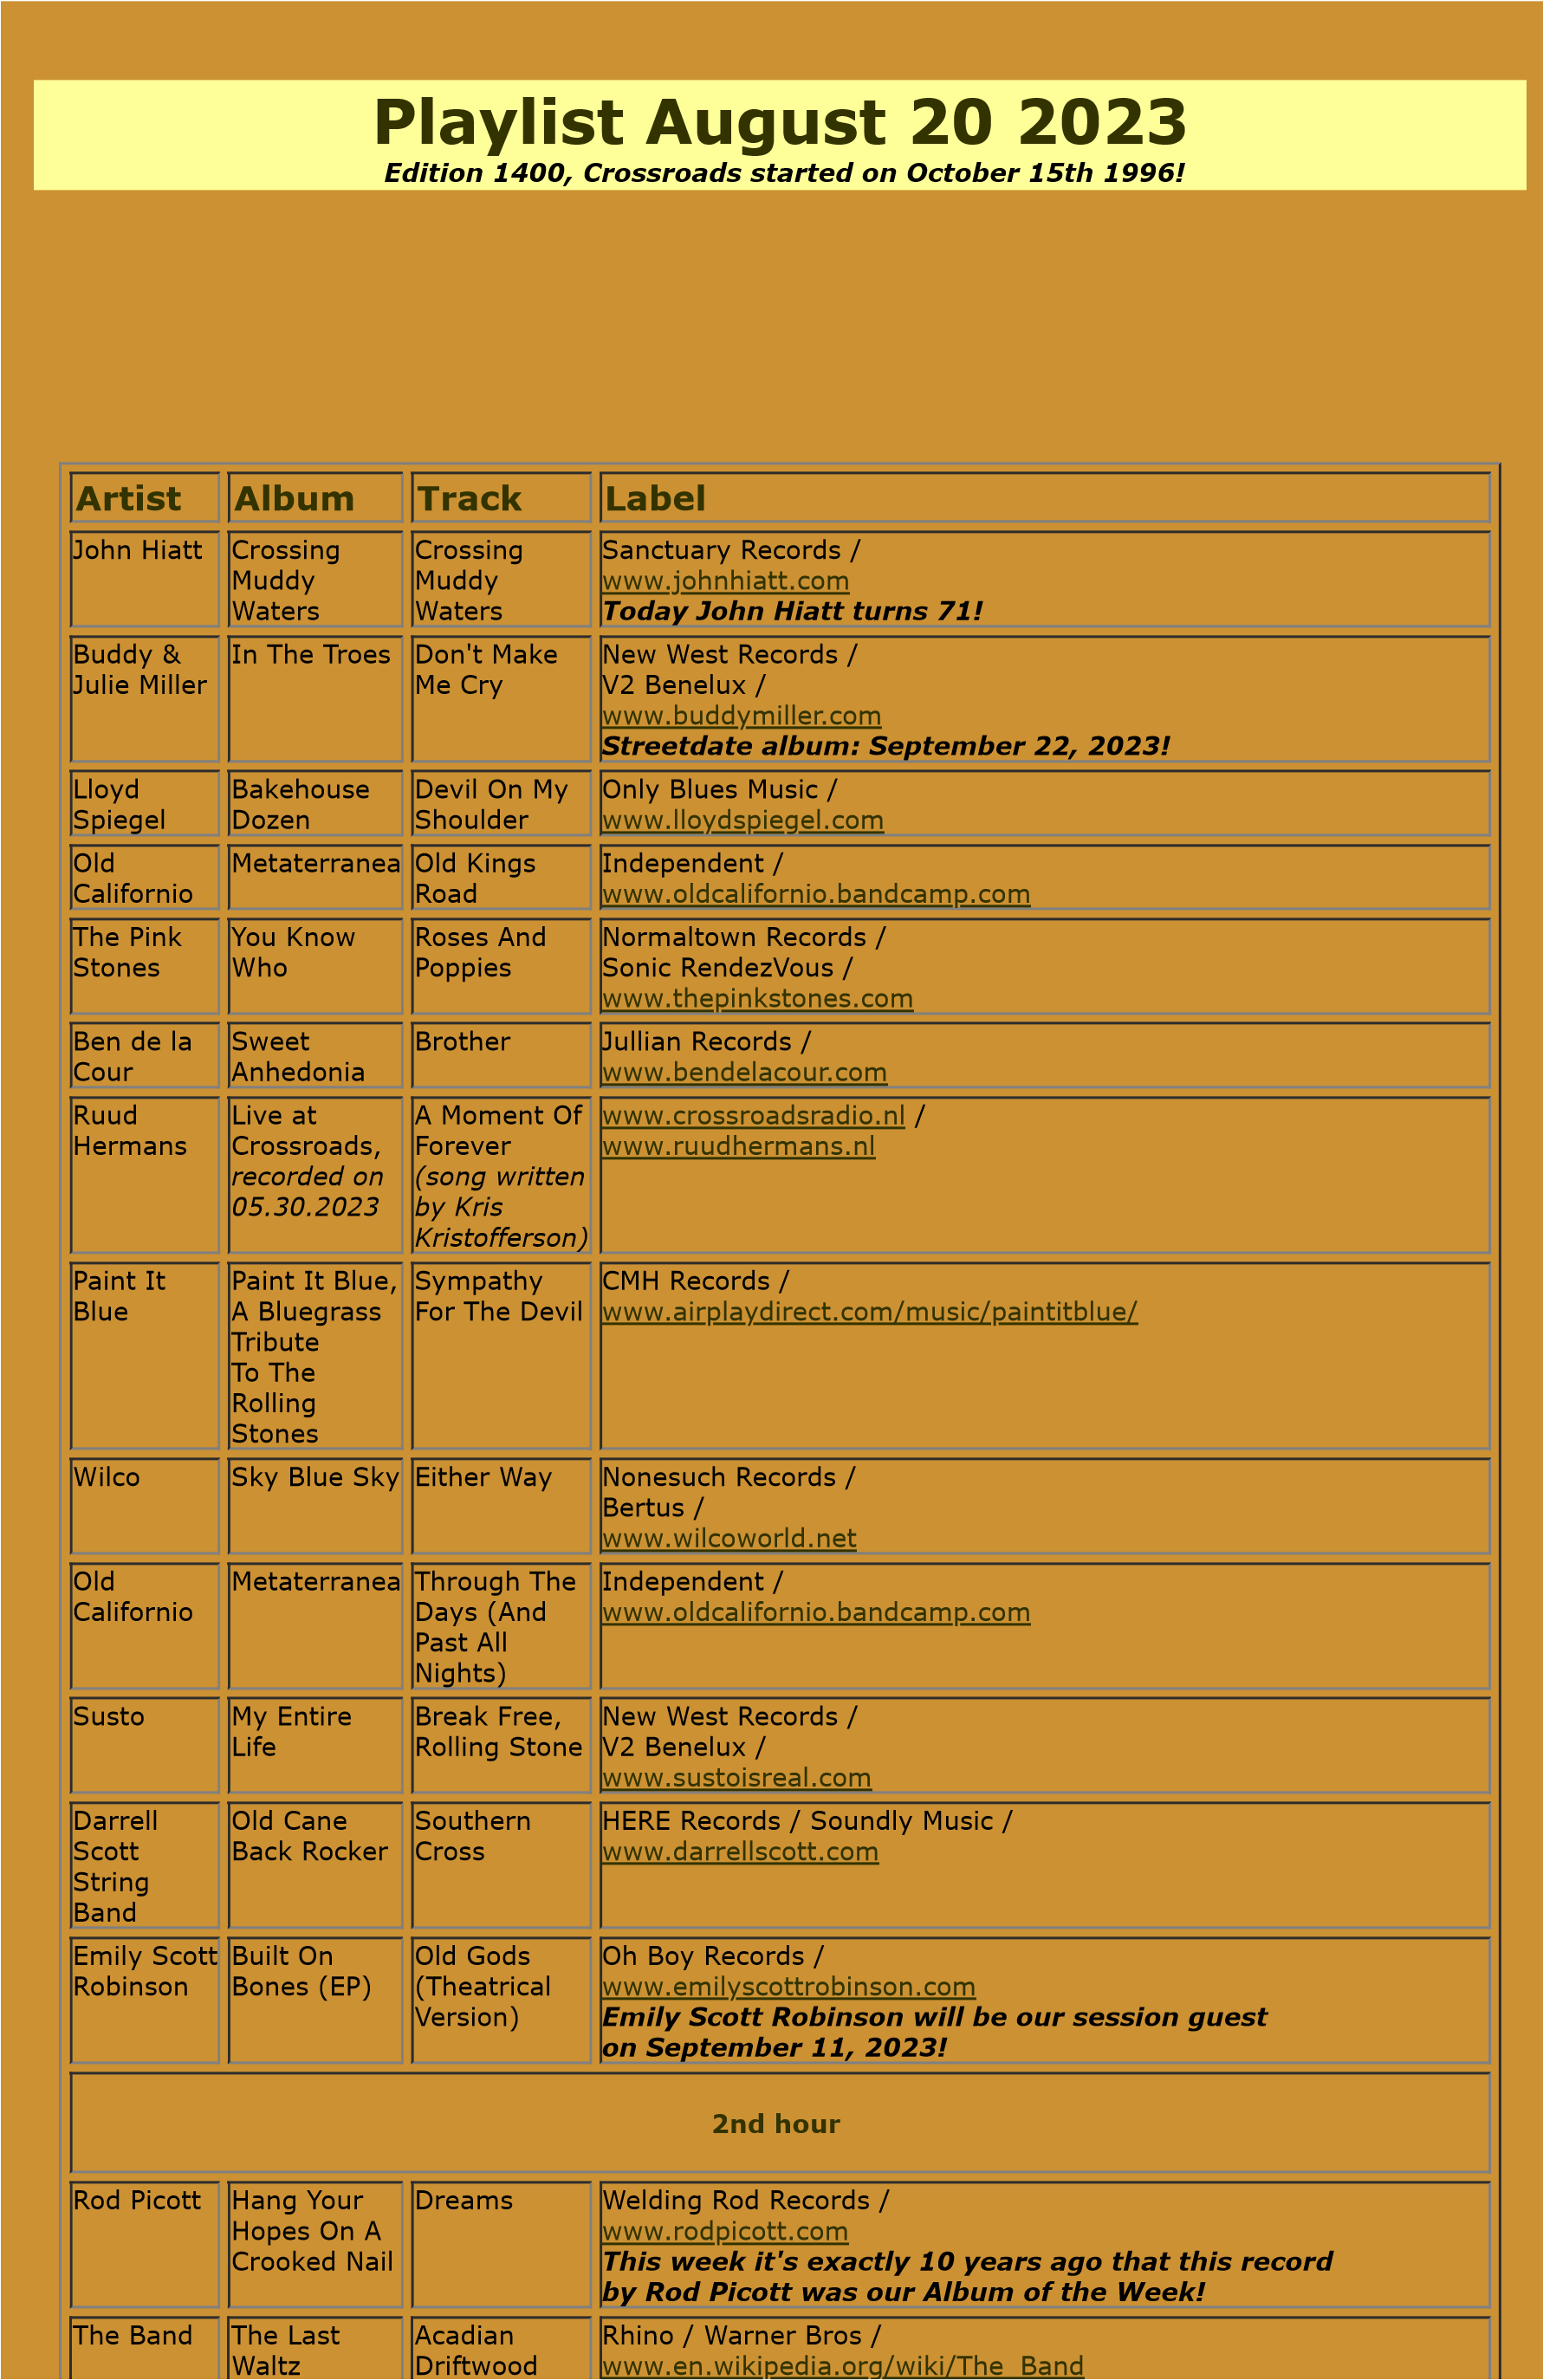 Playlist August 20 2023
Edition 1400, Crossroads started on October 15th 1996!
Artist
Album
Track
Label
John Hiatt
Crossing
Muddy
Waters
Crossing
Muddy
Waters
Sanctuary Records /
www.johnhiatt.com
Today John Hiatt turns 71!
Buddy &
Julie Miller
In The Troes
Don't Make
Me Cry
New West Records /
V2 Benelux /
www.buddymiller.com
Streetdate album: September 22, 2023!
Lloyd
Spiegel
Bakehouse
Dozen
Devil On My
Shoulder
Only Blues Music /
www.lloydspiegel.com
Old
Californio
Metaterranea
Old Kings
Road
Independent /
www.oldcalifornio.bandcamp.com
The Pink
Stones
You Know
Who
Roses And
Poppies
Normaltown Records /
Sonic RendezVous /
www.thepinkstones.com
Ben de la
Cour
Sweet
Anhedonia
Brother
Jullian Records /
www.bendelacour.com
Ruud
Hermans
Live at
Crossroads,
recorded on
05.30.2023
A Moment Of
Forever
(song written
by Kris
Kristofferson)
www.crossroadsradio.nl /
www.ruudhermans.nl
Paint It
Blue
Paint It Blue,
A Bluegrass
Tribute
To The
Rolling
Stones
Sympathy
For The Devil
CMH Records /
www.airplaydirect.com/music/paintitblue/
Wilco
Sky Blue Sky
Either Way
Nonesuch Records /
Bertus /
www.wilcoworld.net
Old
Californio
Metaterranea
Through The
Days (And
Past All
Nights)
Independent /
www.oldcalifornio.bandcamp.com
Susto
My Entire
Life
Break Free,
Rolling Stone
New West Records /
V2 Benelux /
www.sustoisreal.com
Darrell
Scott
String
Band
Old Cane
Back Rocker
Southern
Cross
HERE Records / Soundly Music /
www.darrellscott.com
Emily Scott
Robinson
Built On
Bones (EP)
Old Gods
(Theatrical
Version)
Oh Boy Records /
www.emilyscottrobinson.com
Emily Scott Robinson will be our session guest
on September 11, 2023!
2nd hour
Rod Picott
Hang Your
Hopes On A
Crooked Nail
Dreams
Welding Rod Records /
www.rodpicott.com
This week it's exactly 10 years ago that this record
by Rod Picott was our Album of the Week!
The Band
The Last
Waltz
Acadian
Driftwood
Rhino / Warner Bros /
www.en.wikipedia.org/wiki/The_Band